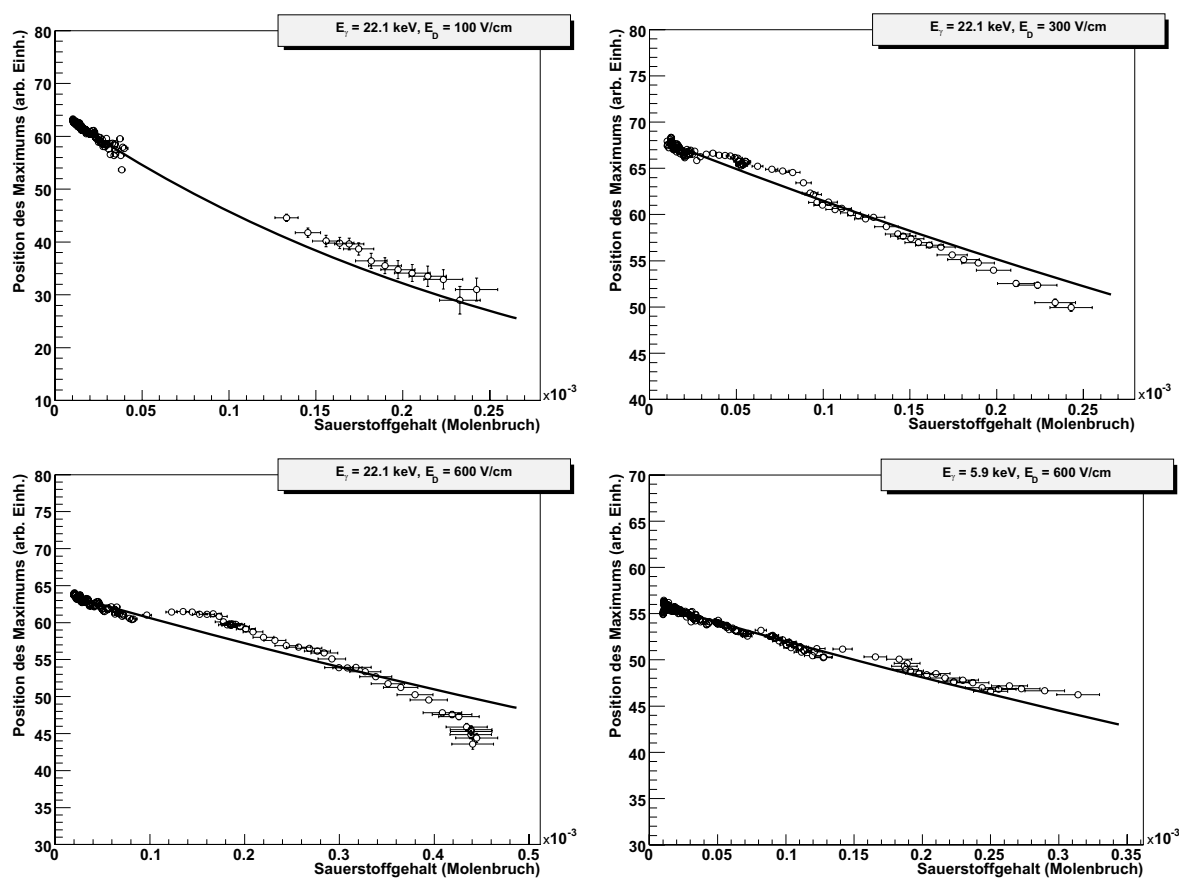 E_γ = 22.1 keV, E_D = 100 V/cm
Position des Maximums (arb. Einh.)
80
70
60
50
40
30
20
10
0 0.05 0.1 0.15 0.2 0.25
×10⁻³
Sauerstoffgehalt (Molenbruch)
E_γ = 22.1 keV, E_D = 300 V/cm
Position des Maximums (arb. Einh.)
80
75
70
65
60
55
50
45
40
0 0.05 0.1 0.15 0.2 0.25
×10⁻³
Sauerstoffgehalt (Molenbruch)
E_γ = 22.1 keV, E_D = 600 V/cm
Position des Maximums (arb. Einh.)
80
75
70
65
60
55
50
45
40
35
30
0 0.1 0.2 0.3 0.4 0.5
×10⁻³
Sauerstoffgehalt (Molenbruch)
E_γ = 5.9 keV, E_D = 600 V/cm
Position des Maximums (arb. Einh.)
70
65
60
55
50
45
40
35
30
0 0.05 0.1 0.15 0.2 0.25 0.3 0.35
×10⁻³
Sauerstoffgehalt (Molenbruch)